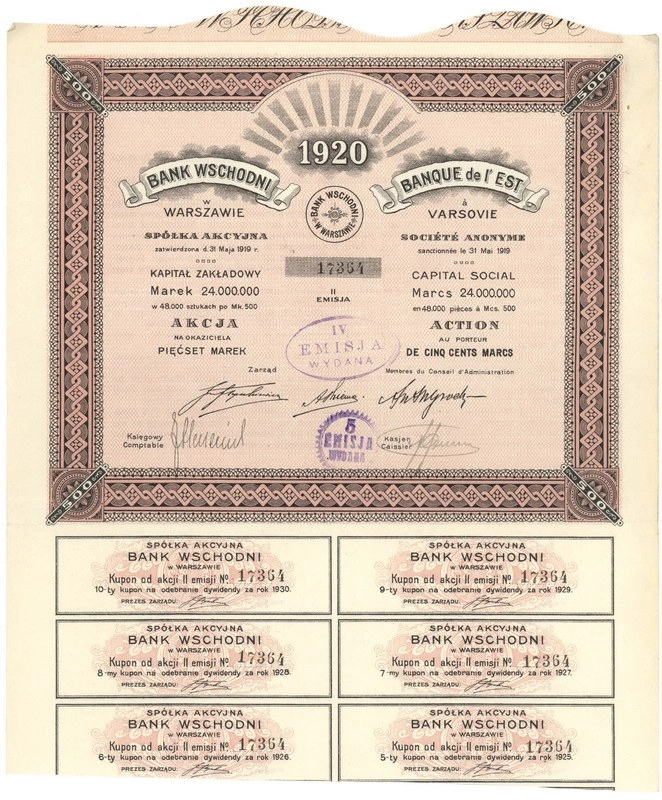 500
500
1920
BANK WSCHODNI
w
WARSZAWIE
SPÓŁKA AKCYJNA
zatwierdzona d. 31 Maja 1919 r.
KAPITAŁ ZAKŁADOWY
Marek 24.000.000
w 48.000 sztukach po Mk. 500
AKCJA
NA OKAZICIELA
PIĘĆSET MAREK
Zarząd
BANK WSCHODNI
W WARSZAWIE
17364
II
EMISJA
IV
EMISJA
WYDANA
BANQUE de l'EST
à
VARSOVIE
SOCIÉTÉ ANONYME
sanctionnée le 31 Mai 1919
CAPITAL SOCIAL
Marcs 24.000.000
en 48.000 pièces à Mcs. 500
ACTION
AU PORTEUR
DE CINQ CENTS MARCS
Membres du Conseil d'Administration
Księgowy
Comptable
5
EMISJA
WYDANA
Kasjer
Caissier
500
500
SPÓŁKA AKCYJNA
BANK WSCHODNI
w WARSZAWIE
Kupon od akcji II emisji № 17364
10-ty kupon na odebranie dywidendy za rok 1930.
PREZES ZARZĄDU:
SPÓŁKA AKCYJNA
BANK WSCHODNI
w WARSZAWIE
Kupon od akcji II emisji № 17364
9-ty kupon na odebranie dywidendy za rok 1929.
PREZES ZARZĄDU:
SPÓŁKA AKCYJNA
BANK WSCHODNI
w WARSZAWIE
Kupon od akcji II emisji № 17364
8-my kupon na odebranie dywidendy za rok 1928.
PREZES ZARZĄDU:
SPÓŁKA AKCYJNA
BANK WSCHODNI
w WARSZAWIE
Kupon od akcji II emisji № 17364
7-my kupon na odebranie dywidendy za rok 1927.
PREZES ZARZĄDU:
SPÓŁKA AKCYJNA
BANK WSCHODNI
w WARSZAWIE
Kupon od akcji II emisji № 17364
6-ty kupon na odebranie dywidendy za rok 1926.
PREZES ZARZĄDU:
SPÓŁKA AKCYJNA
BANK WSCHODNI
w WARSZAWIE
Kupon od akcji II emisji № 17364
5-ty kupon na odebranie dywidendy za rok 1925.
PREZES ZARZĄDU: